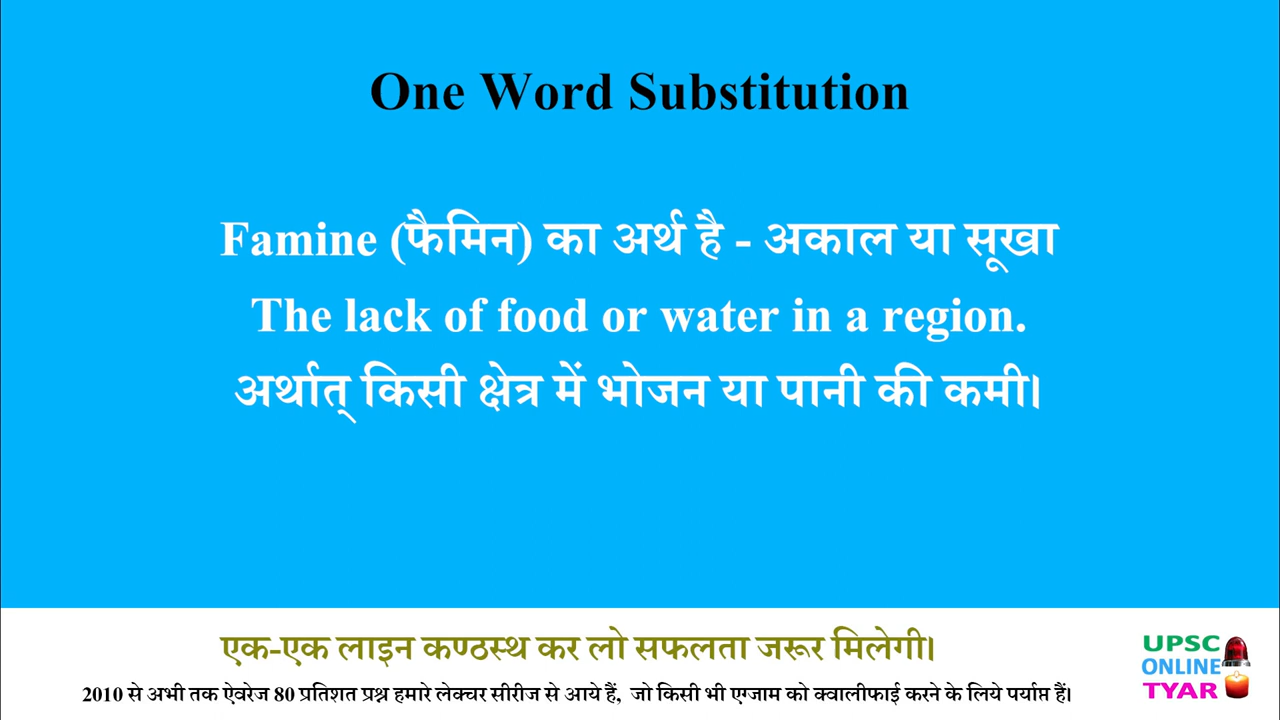 One Word Substitution
Famine (फैमिन) का अर्थ है - अकाल या सूखा
The lack of food or water in a region.
अर्थात् किसी क्षेत्र में भोजन या पानी की कमी।
एक-एक लाइन कण्ठस्थ कर लो सफलता जरूर मिलेगी।
2010 से अभी तक ऐवरेज 80 प्रतिशत प्रश्न हमारे लेक्चर सीरीज से आये हैं, जो किसी भी एग्जाम को क्वालीफाई करने के लिये पर्याप्त हैं।
UPSC
ONLINE
TYAR